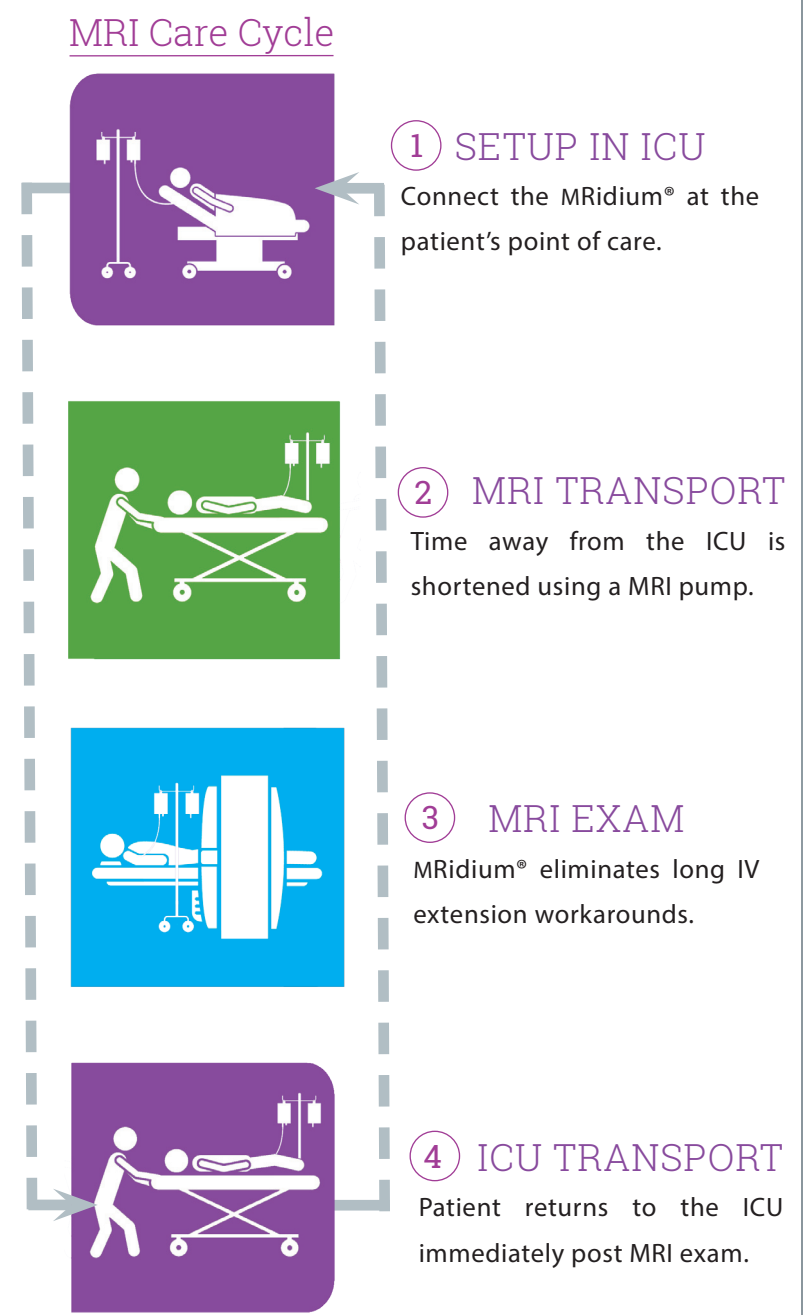 MRI Care Cycle
1 SETUP IN ICU
Connect the MRidium® at the
patient’s point of care.
2 MRI TRANSPORT
Time away from the ICU is
shortened using a MRI pump.
3 MRI EXAM
MRidium® eliminates long IV
extension workarounds.
4 ICU TRANSPORT
Patient returns to the ICU
immediately post MRI exam.